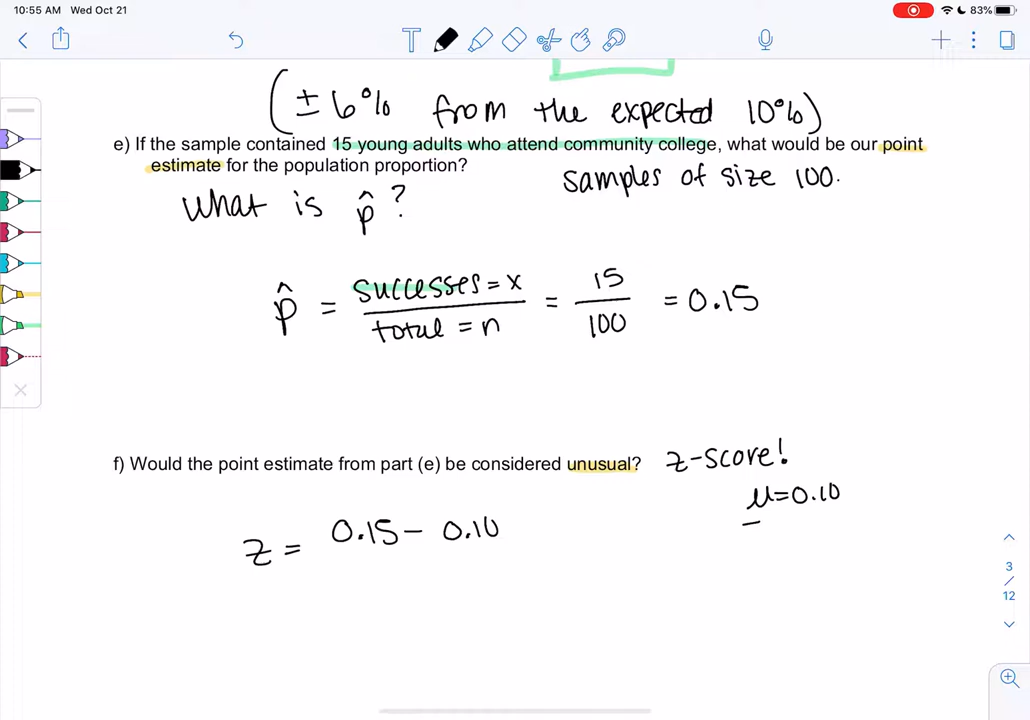 10:55 AM Wed Oct 21
83%
(±6% from the expected 10%)
e) If the sample contained 15 young adults who attend community college, what would be our point
estimate for the population proportion?
samples of size 100.
What is p̂?
p̂ = successes = x / total = n = 15 / 100 = 0.15
f) Would the point estimate from part (e) be considered unusual?
z-score!
μ=0.10
z = 0.15 - 0.10
3
/
12